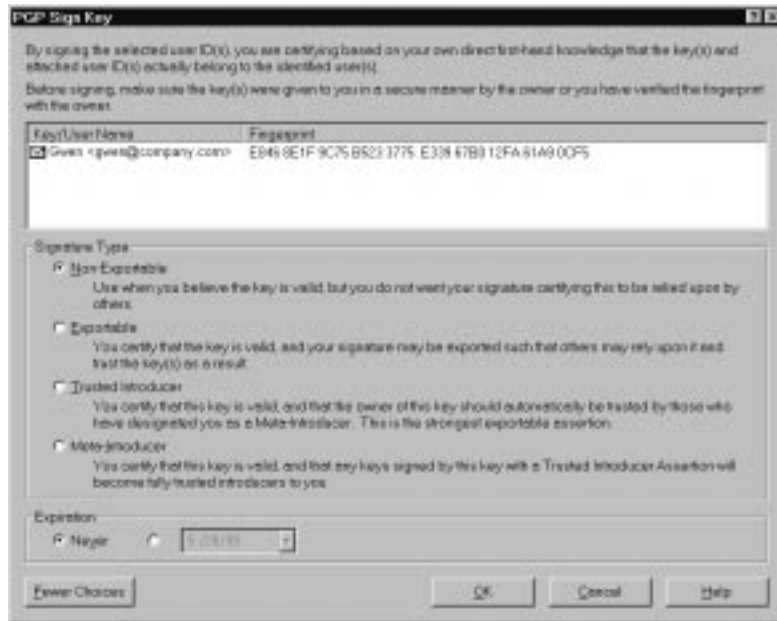 PGP Sign Key
By signing the selected user ID(s), you are certifying based on your own direct first-hand knowledge that the key(s) and
attached user ID(s) actually belong to the identified user(s).
Before signing, make sure the key(s) were given to you in a secure manner by the owner or you have verified the fingerprint
with the owner.
Key/User Name Fingerprint
Gwen <gwen@company.com>
Signature Type
Non-Exportable
Use when you believe the key is valid, but you do not want your signature certifying this to be relied upon by
others.
Exportable
You certify that the key is valid, and your signature may be exported such that others may rely upon it and
trust the key(s) as a result.
Trusted Introducer
You certify that this key is valid, and that the owner of this key should automatically be trusted by those who
have designated you as a Meta-Introducer. This is the strongest exportable assertion.
Meta-Introducer
You certify that this key is valid, and that any keys signed by this key with a Trusted Introducer Assertion will
become fully trusted introducers to you.
Expiration
Never
Fewer Choices OK Cancel Help